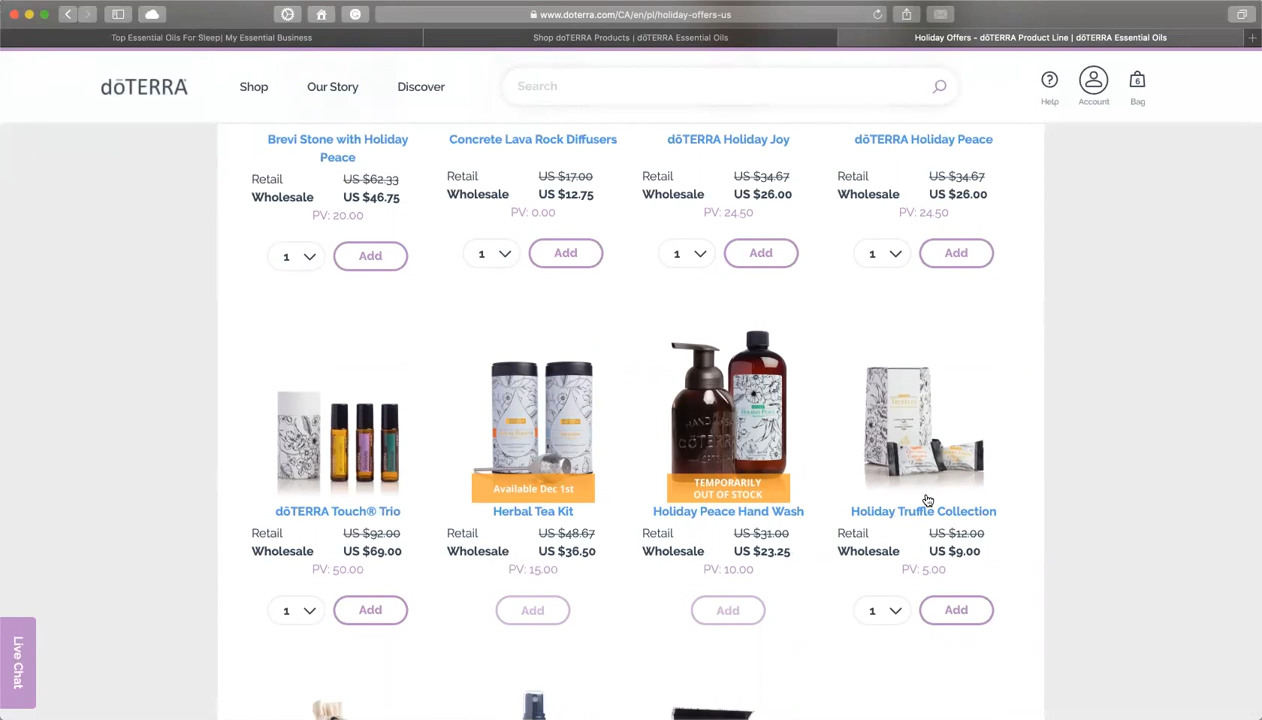 www.doterra.com/CA/en/pl/holiday-offers-us
Top Essential Oils For Sleep| My Essential Business
Shop doTERRA Products | dōTERRA Essential Oils
Holiday Offers - dōTERRA Product Line | dōTERRA Essential Oils
dōTERRA
Shop
Our Story
Discover
Search
Help
Account
6
Bag
Brevi Stone with Holiday
Peace
Retail US $62.33
Wholesale US $46.75
PV: 20.00
1 Add
Concrete Lava Rock Diffusers
Retail US $17.00
Wholesale US $12.75
PV: 0.00
1 Add
dōTERRA Holiday Joy
Retail US $34.67
Wholesale US $26.00
PV: 24.50
1 Add
dōTERRA Holiday Peace
Retail US $34.67
Wholesale US $26.00
PV: 24.50
1 Add
dōTERRA Touch® Trio
Retail US $92.00
Wholesale US $69.00
PV: 50.00
1 Add
Available Dec 1st
Herbal Tea Kit
Retail US $48.67
Wholesale US $36.50
PV: 15.00
Add
TEMPORARILY
OUT OF STOCK
Holiday Peace Hand Wash
Retail US $31.00
Wholesale US $23.25
PV: 10.00
Add
Holiday Truffle Collection
Retail US $12.00
Wholesale US $9.00
PV: 5.00
1 Add
Live Chat